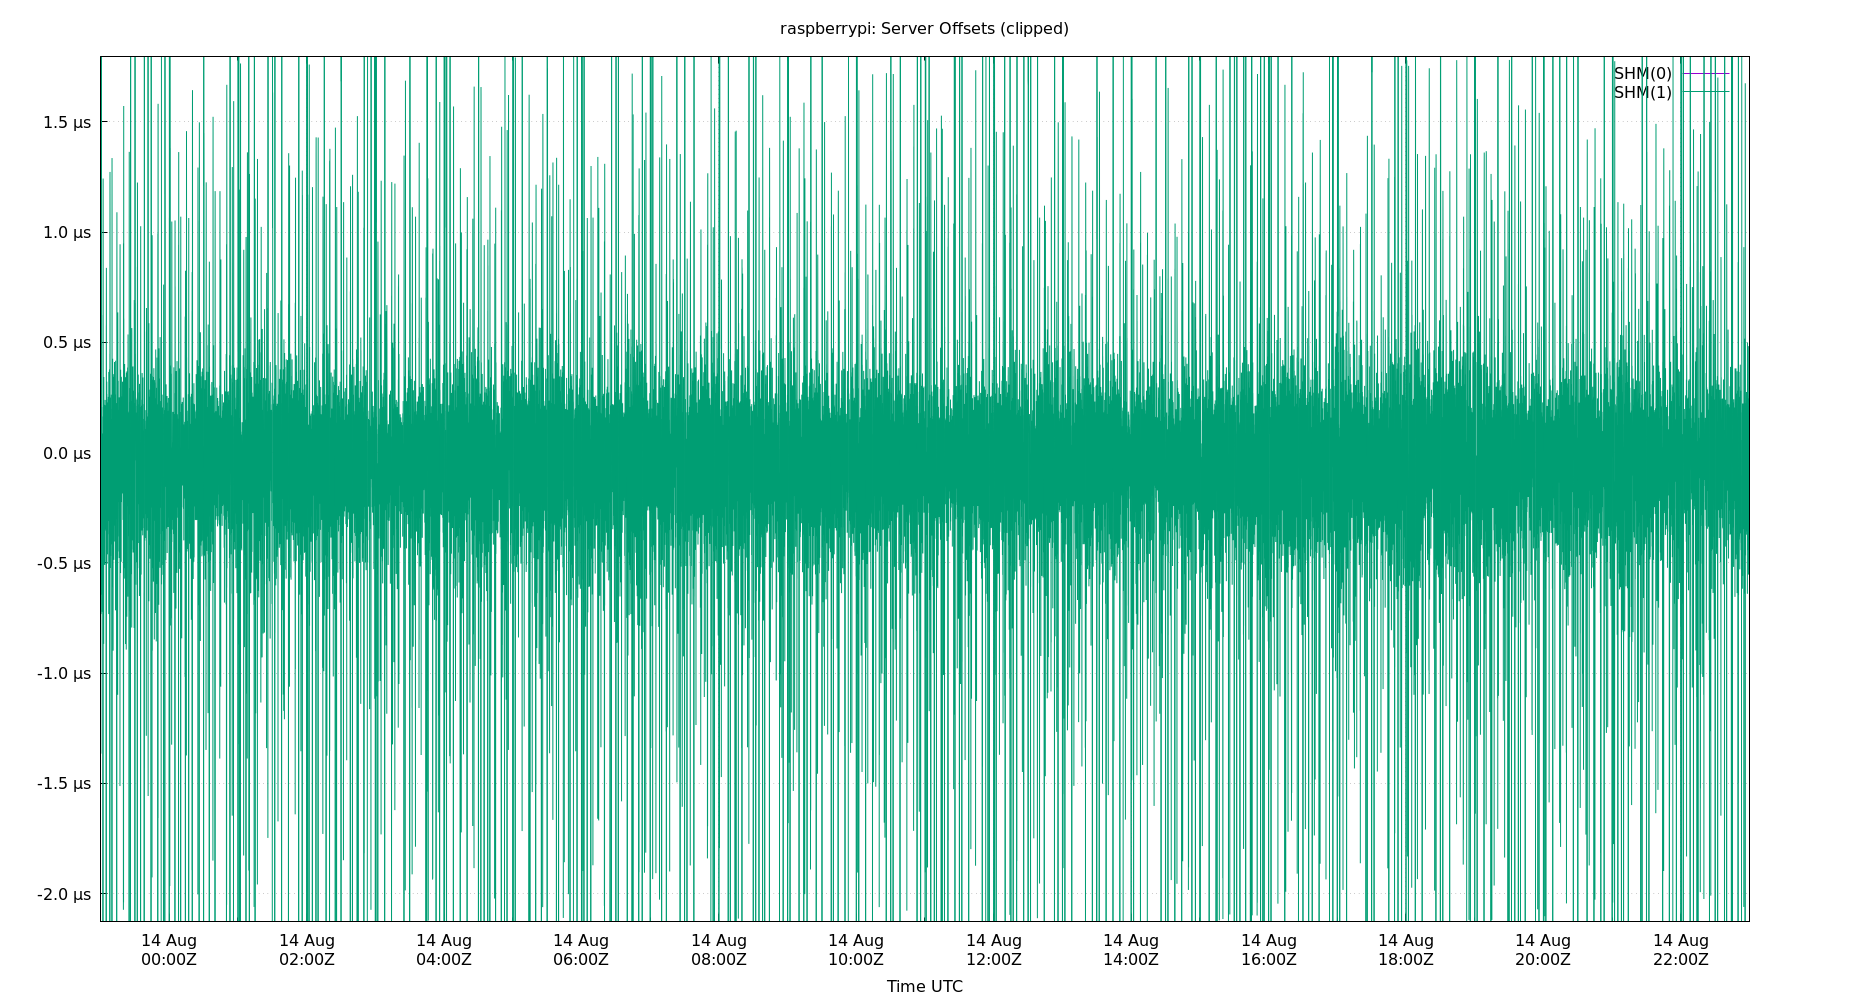 raspberrypi: Server Offsets (clipped)
SHM(0)
SHM(1)
1.5 µs
1.0 µs
0.5 µs
0.0 µs
-0.5 µs
-1.0 µs
-1.5 µs
-2.0 µs
14 Aug 14 Aug 14 Aug 14 Aug 14 Aug 14 Aug 14 Aug 14 Aug 14 Aug 14 Aug 14 Aug 14 Aug
00:00Z 02:00Z 04:00Z 06:00Z 08:00Z 10:00Z 12:00Z 14:00Z 16:00Z 18:00Z 20:00Z 22:00Z
Time UTC